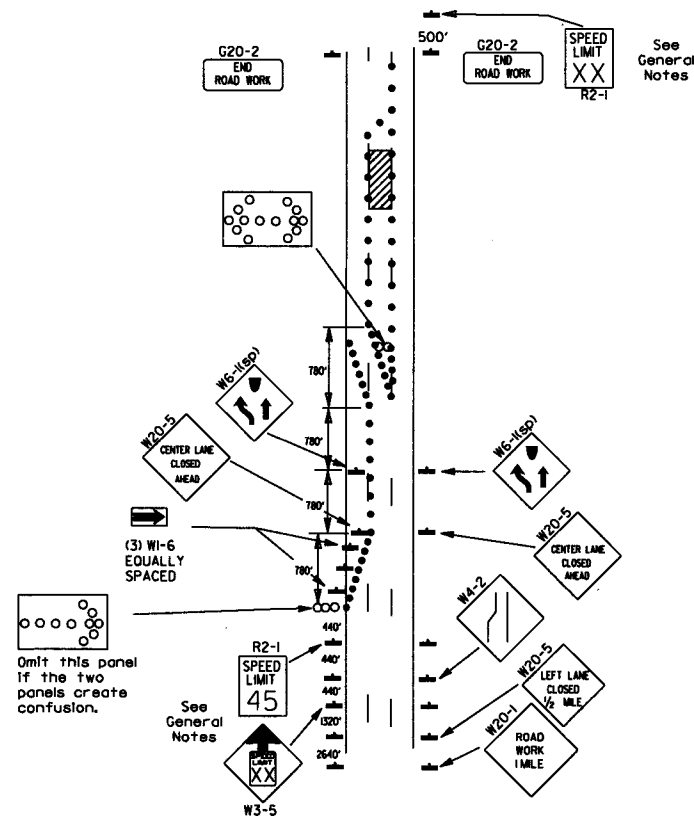 500'
G20-2
END
ROAD WORK
G20-2
END
ROAD WORK
SPEED
LIMIT
XX
R2-1
See
General
Notes
780'
W6-1(sp)
780'
W20-5
CENTER LANE
CLOSED
AHEAD
W6-1(sp)
780'
W20-5
CENTER LANE
CLOSED
AHEAD
(3) W1-6
EQUALLY
SPACED
780'
W4-2
Omit this panel
if the two
panels create
confusion.
440'
R2-1
SPEED
LIMIT
45
440'
440'
1320'
2640'
W20-5
LEFT LANE
CLOSED
1/2 MILE
See
General
Notes
W20-1
ROAD
WORK
1 MILE
SPEED
LIMIT
XX
W3-5